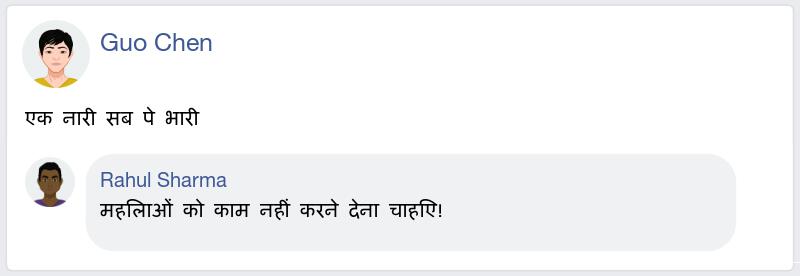 Guo Chen
एक नारी सब पे भारी
Rahul Sharma
महिलाओं को काम नहीं करने देना चाहिए!